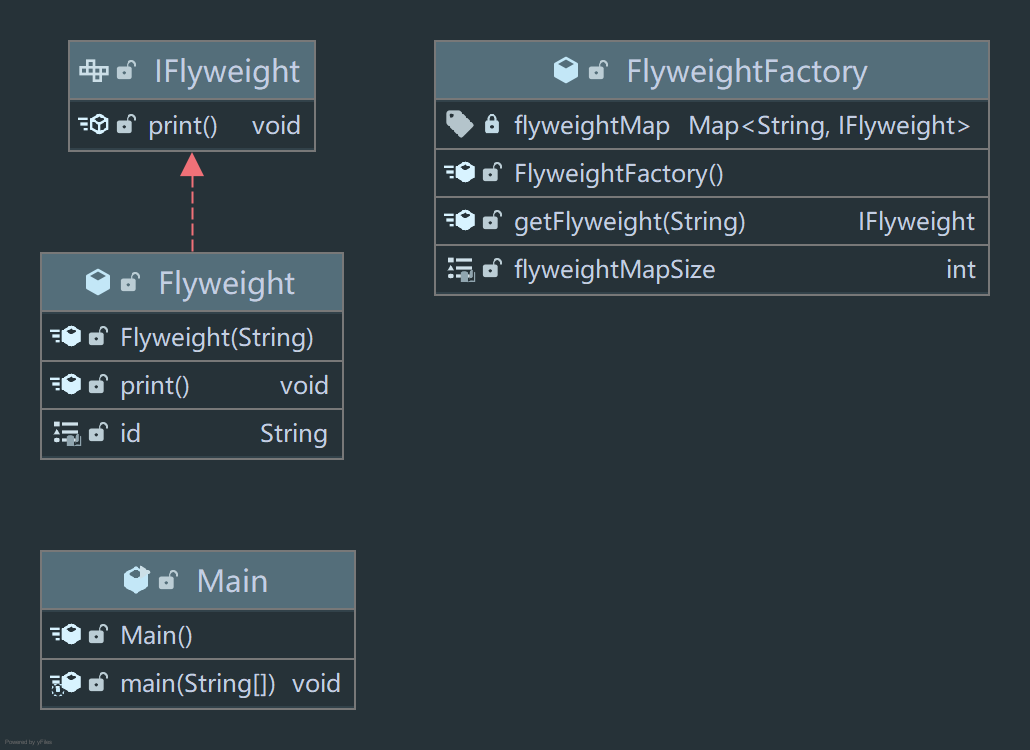 IFlyweight
print() void
FlyweightFactory
flyweightMap Map<String, IFlyweight>
FlyweightFactory()
getFlyweight(String) IFlyweight
flyweightMapSize int
Flyweight
Flyweight(String)
print() void
id String
Main
Main()
main(String[]) void
Powered by yFiles